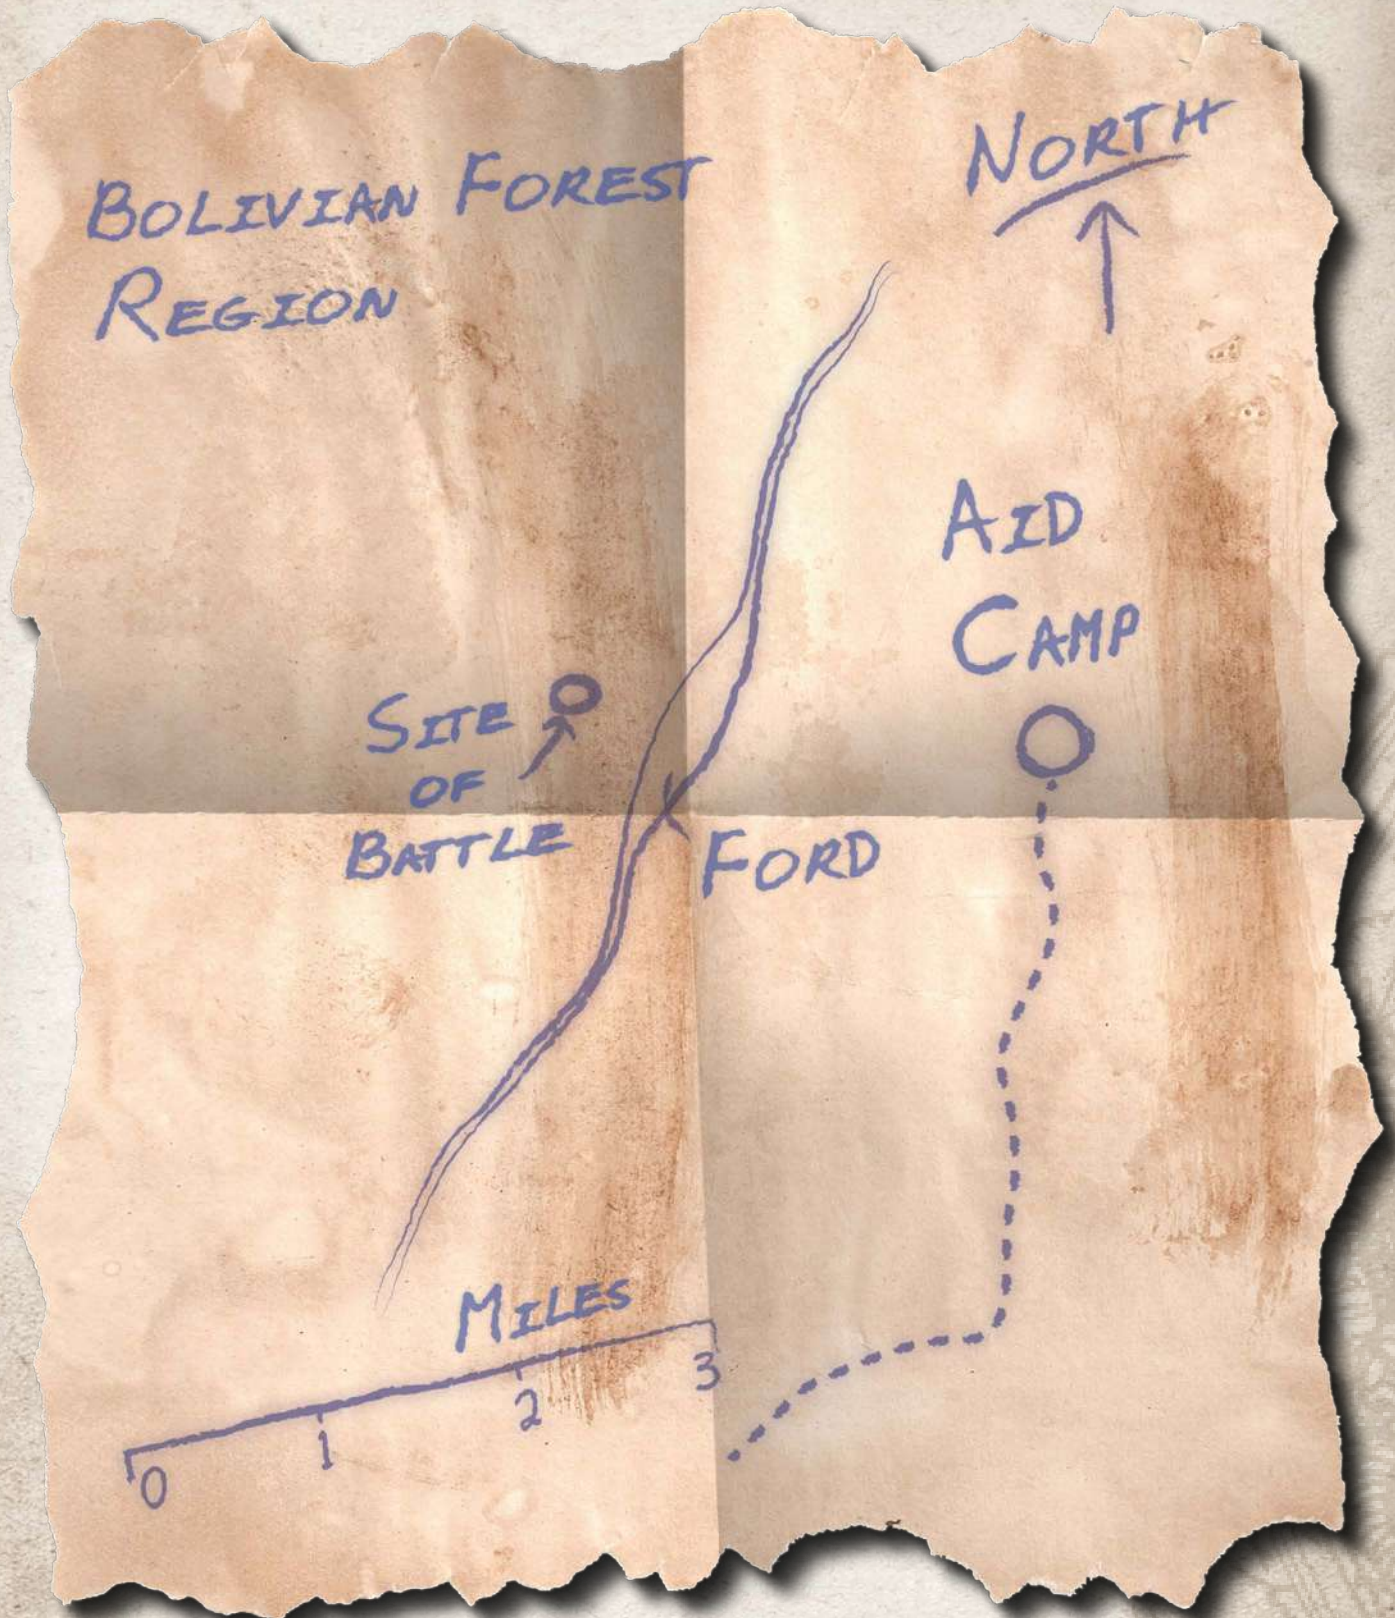 BOLIVIAN FOREST
REGION
NORTH
AID
CAMP
SITE
OF
BATTLE
FORD
MILES
0 1 2 3